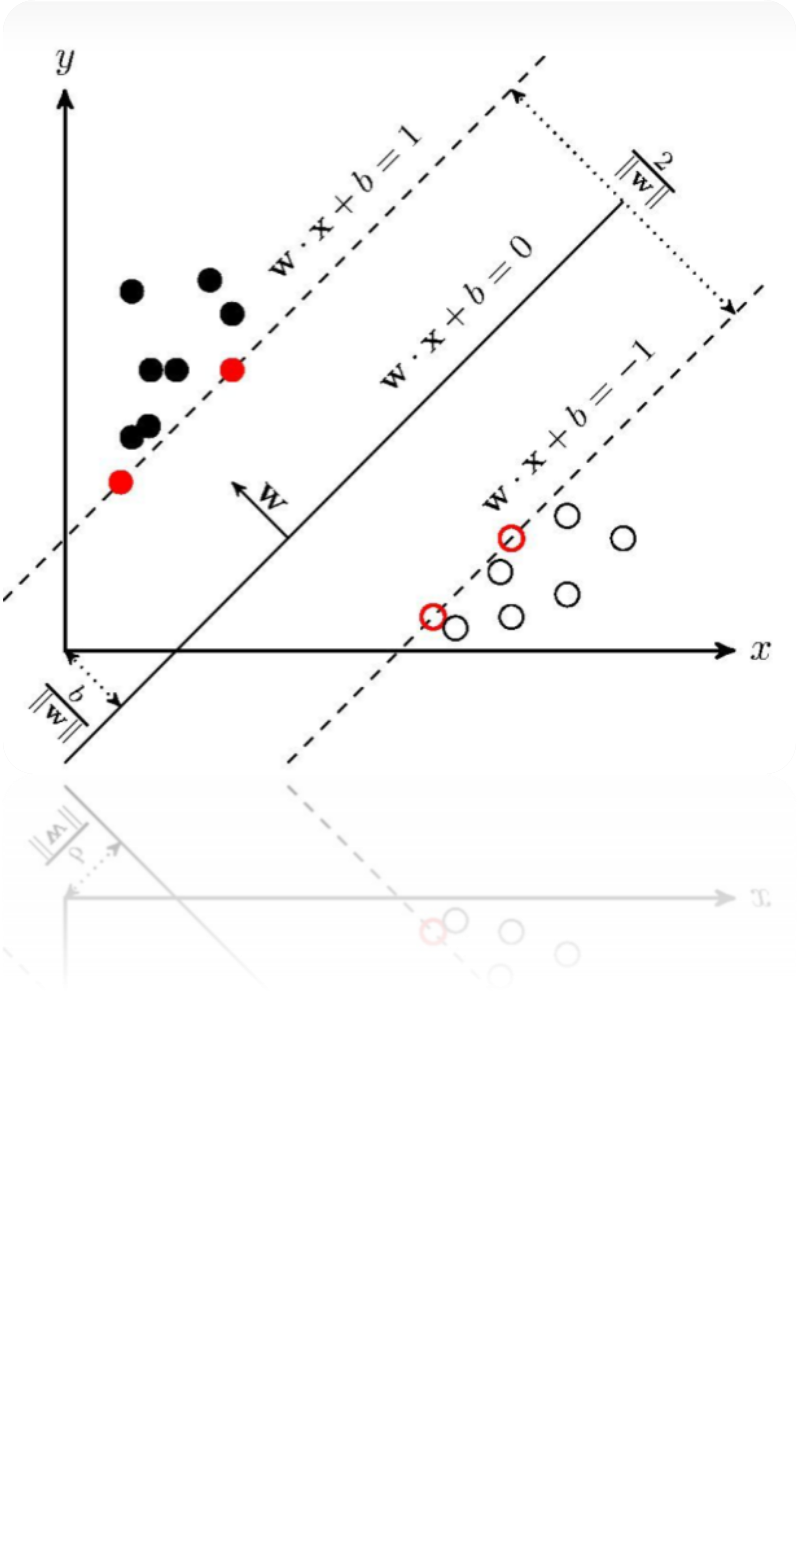 y
w · x + b = 1
2
‖w‖
w · x + b = 0
w · x + b = −1
w
x
b
‖w‖